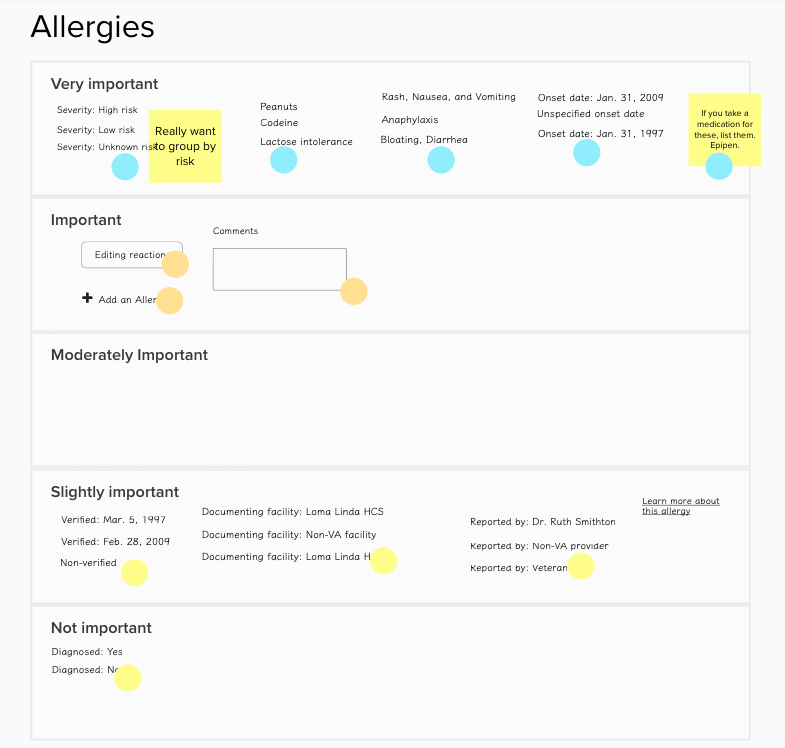 Allergies
Very important
Severity: High risk
Severity: Low risk
Severity: Unknown risk
Really want
to group by
risk
Peanuts
Codeine
Lactose intolerance
Rash, Nausea, and Vomiting
Anaphylaxis
Bloating, Diarrhea
Onset date: Jan. 31, 2009
Unspecified onset date
Onset date: Jan. 31, 1997
If you take a
medication for
these, list them.
Epipen.
Important
Editing reaction
Add an Aller
Comments
Moderately Important
Slightly important
Verified: Mar. 5, 1997
Verified: Feb. 28, 2009
Non-verified
Documenting facility: Loma Linda HCS
Documenting facility: Non-VA facility
Documenting facility: Loma Linda H
Reported by: Dr. Ruth Smithton
Reported by: Non-VA provider
Reported by: Veteran
Learn more about
this allergy
Not important
Diagnosed: Yes
Diagnosed: No